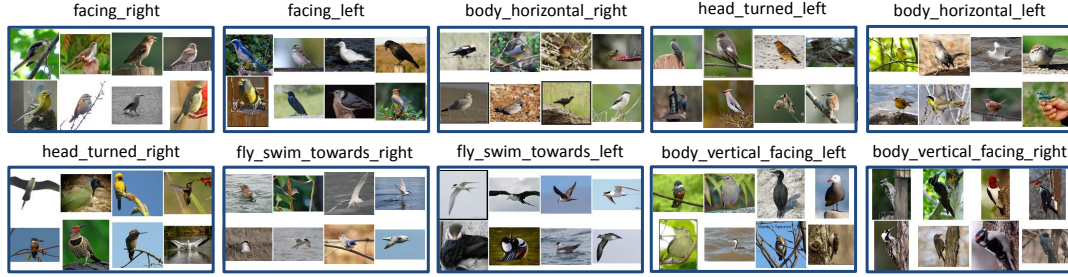 facing_right
facing_left
body_horizontal_right
head_turned_left
body_horizontal_left
head_turned_right
fly_swim_towards_right
fly_swim_towards_left
body_vertical_facing_left
body_vertical_facing_right